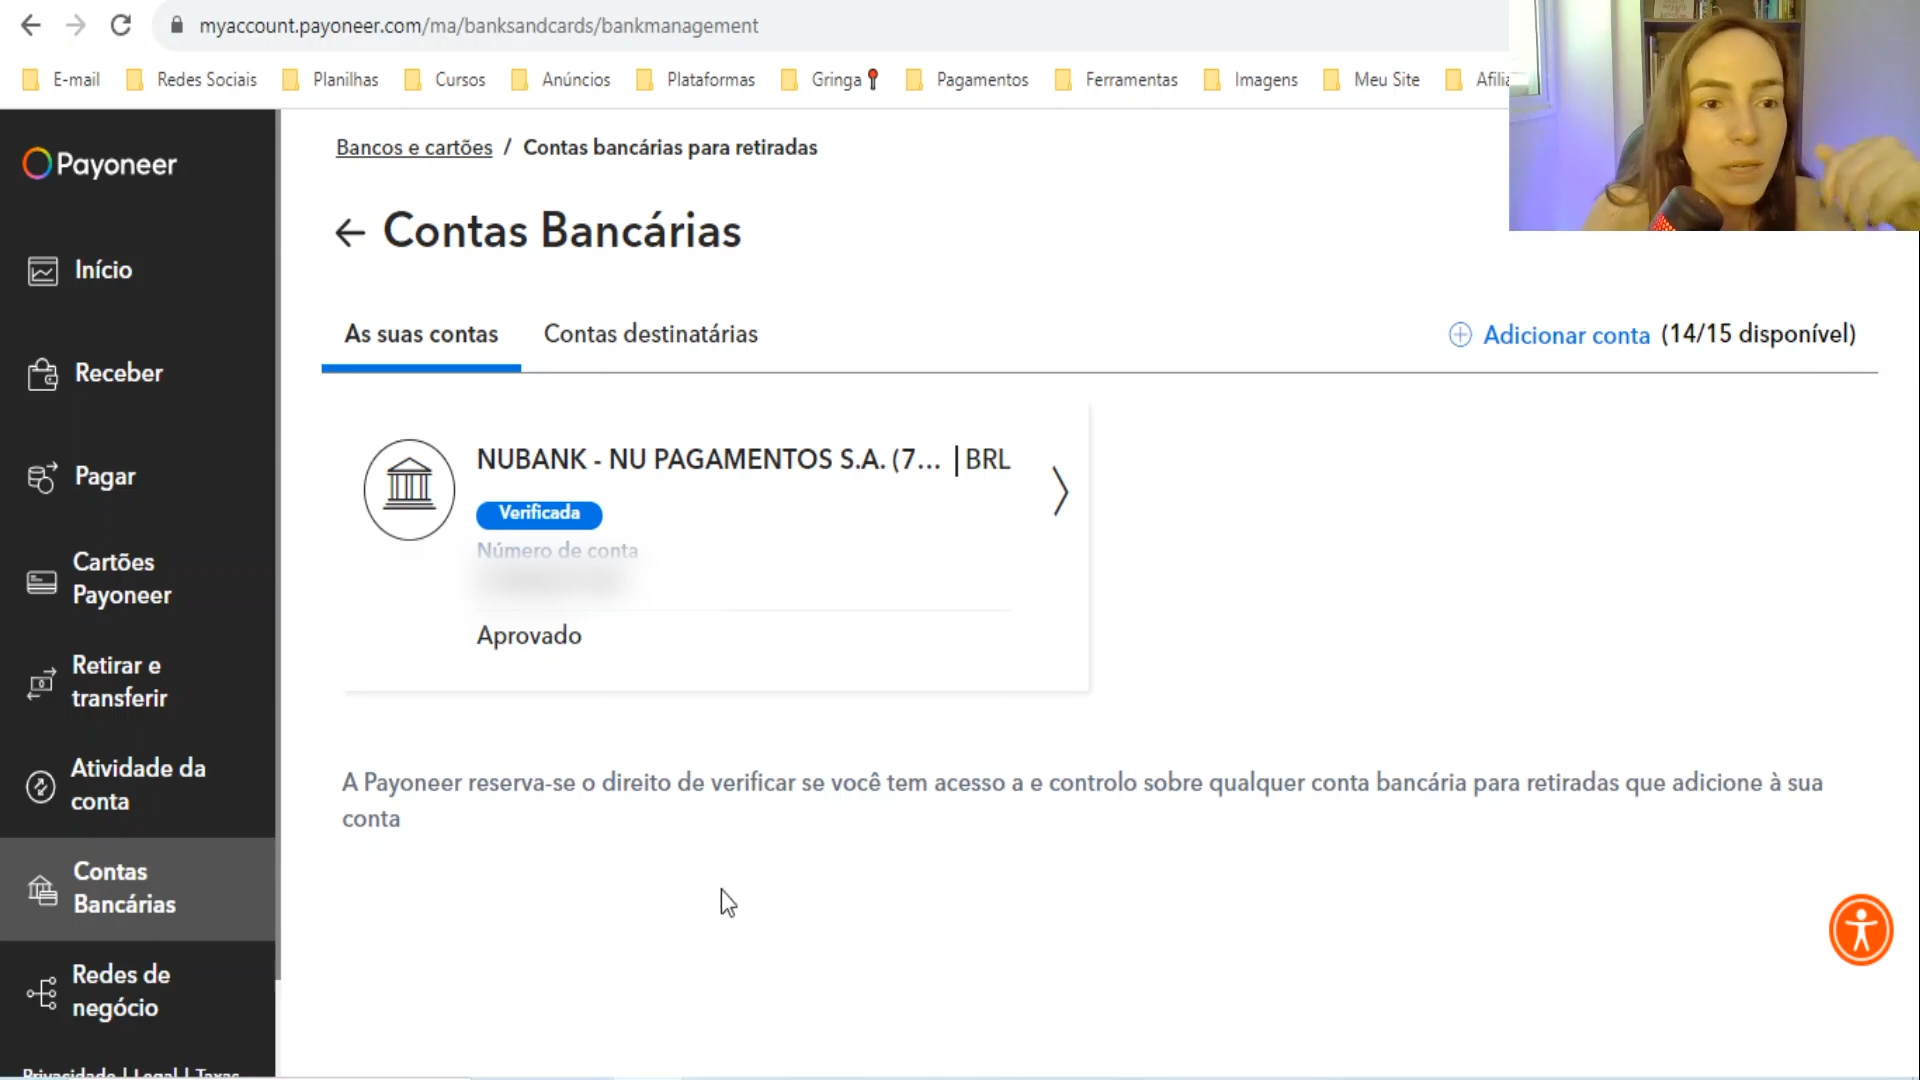 myaccount.payoneer.com/ma/banksandcards/bankmanagement
E-mail Redes Sociais Planilhas Cursos Anúncios Plataformas Gringa Pagamentos Ferramentas Imagens Meu Site Afilia
Payoneer
Início
Receber
Pagar
Cartões
Payoneer
Retirar e
transferir
Atividade da
conta
Contas
Bancárias
Redes de
negócio
Privacidade | Legal | Taxas
Bancos e cartões / Contas bancárias para retiradas
Contas Bancárias
As suas contas Contas destinatárias
Adicionar conta (14/15 disponível)
NUBANK - NU PAGAMENTOS S.A. (7... | BRL
Verificada
Número de conta
Aprovado
A Payoneer reserva-se o direito de verificar se você tem acesso a e controlo sobre qualquer conta bancária para retiradas que adicione à sua
conta